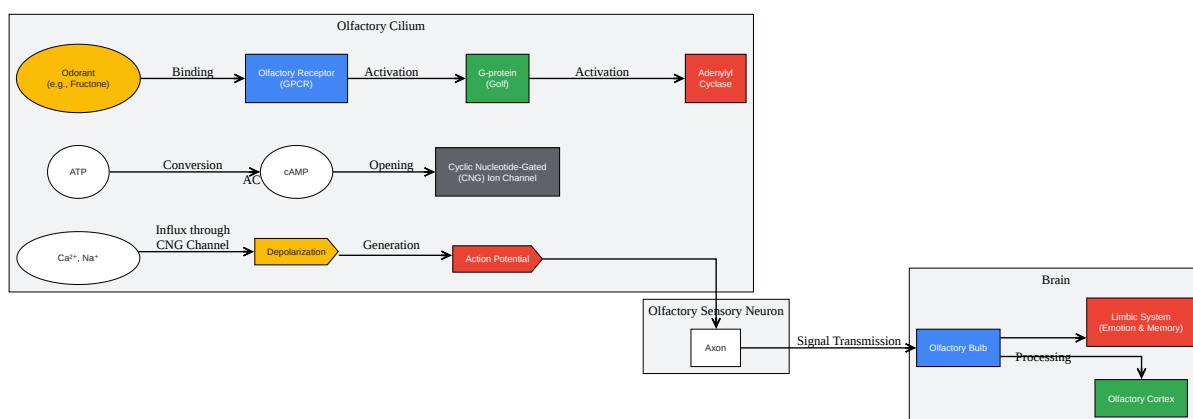 Olfactory Cilium
Odorant
(e.g., Fructone)
Binding
Olfactory Receptor
(GPCR)
Activation
G-protein
(Golf)
Activation
Adenylyl
Cyclase
ATP
Conversion
AC
cAMP
Opening
Cyclic Nucleotide-Gated
(CNG) Ion Channel
Ca²⁺, Na⁺
Influx through
CNG Channel
Depolarization
Generation
Action Potential
Olfactory Sensory Neuron
Axon
Signal Transmission
Brain
Olfactory Bulb
Processing
Limbic System
(Emotion & Memory)
Olfactory Cortex